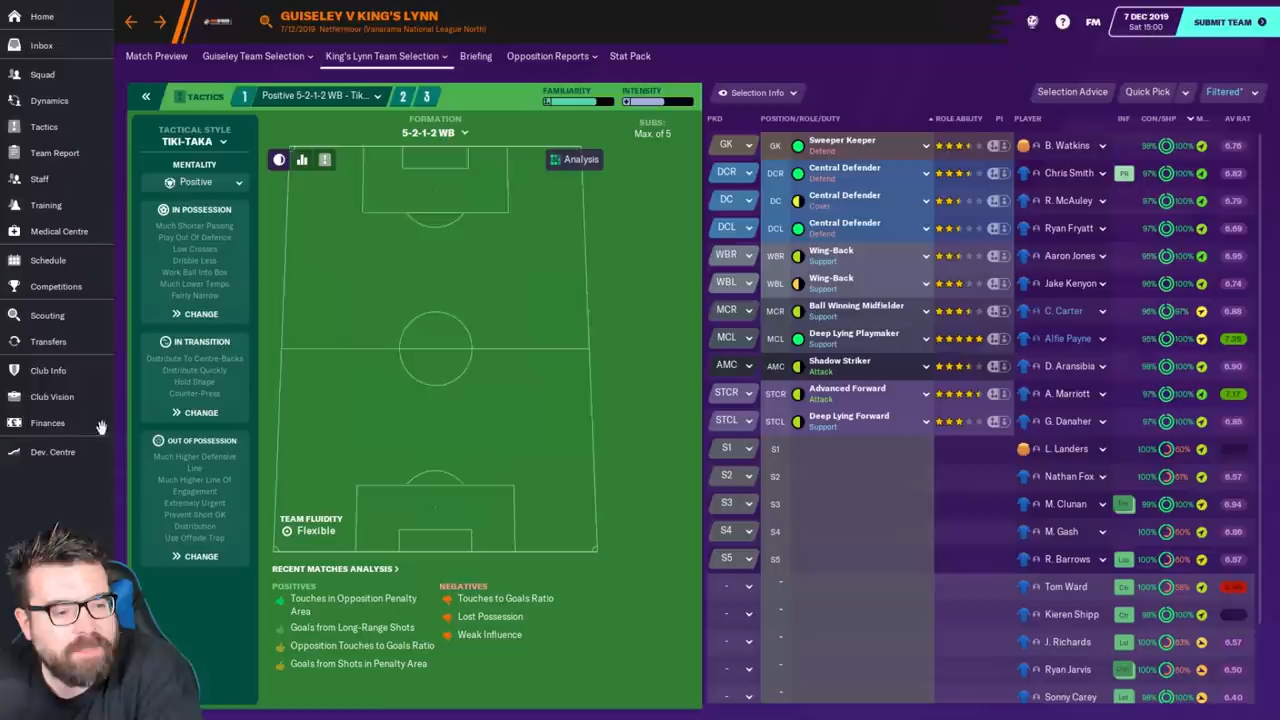 Home
Inbox
Squad
Dynamics
Tactics
Team Report
Staff
Training
Medical Centre
Schedule
Competitions
Scouting
Transfers
Club Info
Club Vision
Finances
Dev. Centre
GUISELEY V KING'S LYNN
7/12/2019 Nethermoor (Vanarama National League North)
FM
7 DEC 2019
Sat 15:00
SUBMIT TEAM
Match Preview
Guiseley Team Selection
King's Lynn Team Selection
Briefing
Opposition Reports
Stat Pack
TACTICS
1
Positive 5-2-1-2 WB - Tik...
2
3
FAMILIARITY
INTENSITY
TACTICAL STYLE
TIKI-TAKA
MENTALITY
Positive
IN POSSESSION
Much Shorter Passing
Play Out Of Defence
Low Crosses
Dribble Less
Work Ball Into Box
Much Lower Tempo
Fairly Narrow
CHANGE
IN TRANSITION
Distribute To Centre-Backs
Distribute Quickly
Hold Shape
Counter-Press
CHANGE
OUT OF POSSESSION
Much Higher Defensive
Line
Much Higher Line Of
Engagement
Extremely Urgent
Prevent Short GK
Distribution
Use Offside Trap
CHANGE
FORMATION
5-2-1-2 WB
SUBS:
Max. of 5
Analysis
TEAM FLUIDITY
Flexible
RECENT MATCHES ANALYSIS >
POSITIVES
Touches in Opposition Penalty
Area
Goals from Long-Range Shots
Opposition Touches to Goals Ratio
Goals from Shots in Penalty Area
NEGATIVES
Touches to Goals Ratio
Lost Possession
Weak Influence
Selection Info
Selection Advice
Quick Pick
Filtered*
PKD POSITION/ROLE/DUTY ROLE ABILITY PI PLAYER INF CON/SHP M... AV RAT
GK GK Sweeper Keeper Defend B. Watkins 98% 100% 6.76
DCR DCR Central Defender Defend Chris Smith PR 97% 100% 6.82
DC DC Central Defender Cover R. McAuley 97% 100% 6.79
DCL DCL Central Defender Defend Ryan Fryatt 97% 100% 6.69
WBR WBR Wing-Back Support Aaron Jones 95% 100% 6.95
WBL WBL Wing-Back Support Jake Kenyon 96% 100% 6.74
MCR MCR Ball Winning Midfielder Support C. Carter 96% 97% 6.88
MCL MCL Deep Lying Playmaker Support Alfie Payne 95% 100%
AMC AMC Shadow Striker Attack D. Aransibia 98% 100% 6.90
STCR STCR Advanced Forward Attack A. Marriott 97% 100% 7.17
STCL STCL Deep Lying Forward Support G. Danaher 97% 100% 6.85
S1 S1 L. Landers 100% 60%
S2 S2 Nathan Fox 100% 61% 6.57
S3 S3 M. Clunan 99% 100% 6.94
S4 S4 M. Gash 100% 60% 6.86
S5 S5 R. Barrows 100% 60% 6.87
- - Tom Ward 100% 58%
- - Kieren Shipp 98% 100%
- - J. Richards 100% 63% 6.57
- - Ryan Jarvis 100% 60% 6.50
- - Sonny Carey 98% 100% 6.40